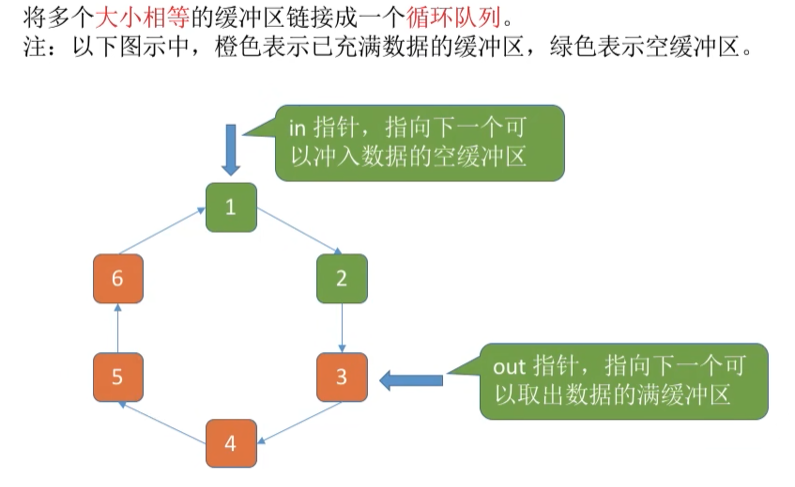 将多个大小相等的缓冲区链接成一个循环队列。
注：以下图示中，橙色表示已充满数据的缓冲区，绿色表示空缓冲区。
in 指针，指向下一个可
以冲入数据的空缓冲区
1
6
2
5
3
out 指针，指向下一个可
以取出数据的满缓冲区
4